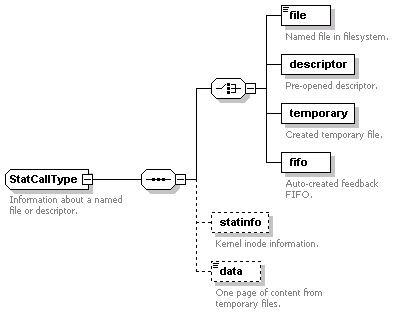 file
Named file in filesystem.
descriptor
Pre-opened descriptor.
temporary
Created temporary file.
fifo
Auto-created feedback
FIFO.
StatCallType
Information about a named
file or descriptor.
statinfo
Kernel inode information.
data
One page of content from
temporary files.